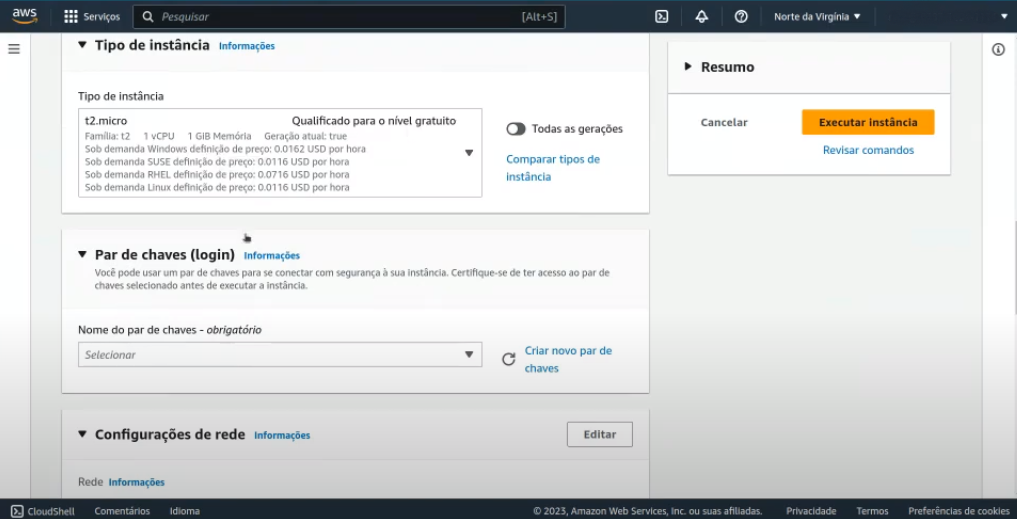 aws
Serviços
Pesquisar
[Alt+S]
Norte da Virgínia
Tipo de instância Informações
Tipo de instância
t2.micro Qualificado para o nível gratuito
Família: t2 1 vCPU 1 GiB Memória Geração atual: true
Sob demanda Windows definição de preço: 0.0162 USD por hora
Sob demanda SUSE definição de preço: 0.0116 USD por hora
Sob demanda RHEL definição de preço: 0.0716 USD por hora
Sob demanda Linux definição de preço: 0.0116 USD por hora
Todas as gerações
Comparar tipos de
instância
Par de chaves (login) Informações
Você pode usar um par de chaves para se conectar com segurança à sua instância. Certifique-se de ter acesso ao par de
chaves selecionado antes de executar a instância.
Nome do par de chaves - obrigatório
Selecionar
Criar novo par de
chaves
Configurações de rede Informações
Editar
Rede Informações
Resumo
Cancelar
Executar instância
Revisar comandos
CloudShell Comentários Idioma
© 2023, Amazon Web Services, Inc. ou suas afiliadas. Privacidade Termos Preferências de cookies